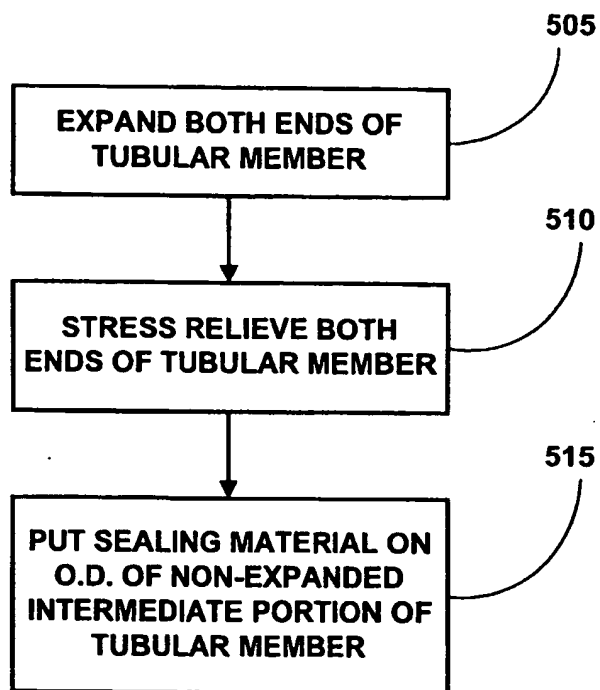 505
EXPAND BOTH ENDS OF
TUBULAR MEMBER
510
STRESS RELIEVE BOTH
ENDS OF TUBULAR MEMBER
515
PUT SEALING MATERIAL ON
O.D. OF NON-EXPANDED
INTERMEDIATE PORTION OF
TUBULAR MEMBER